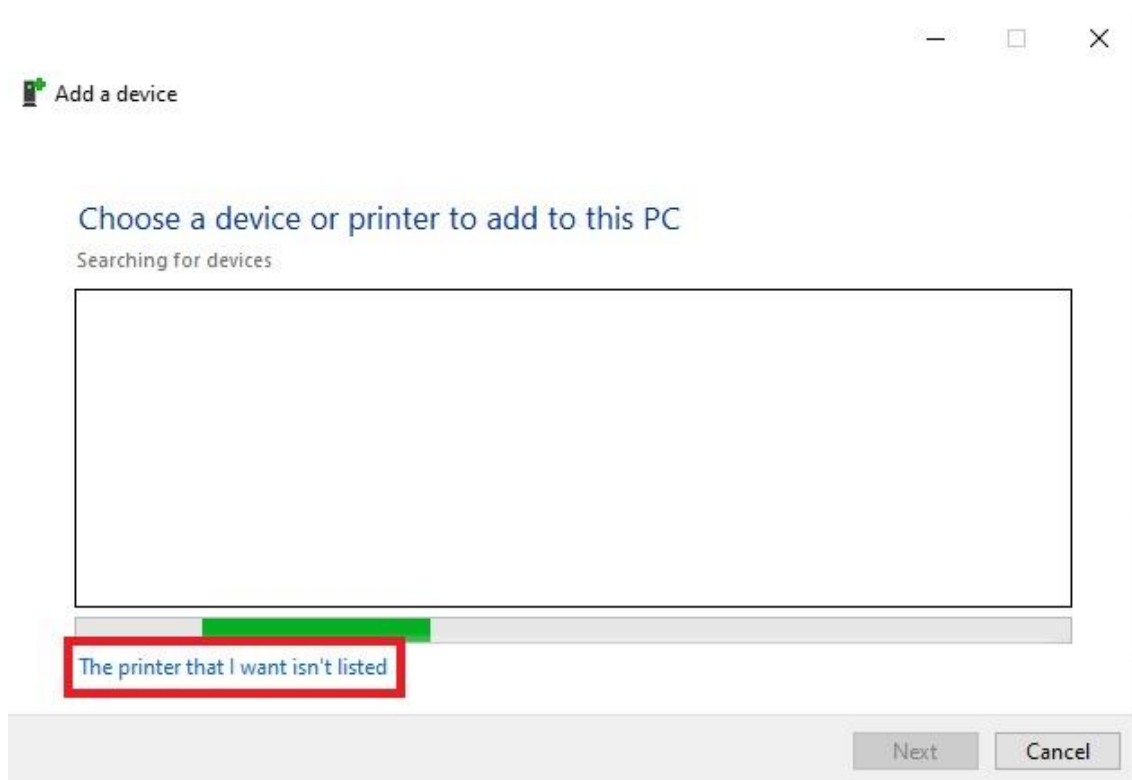 Add a device
Choose a device or printer to add to this PC
Searching for devices
The printer that I want isn't listed
Next
Cancel